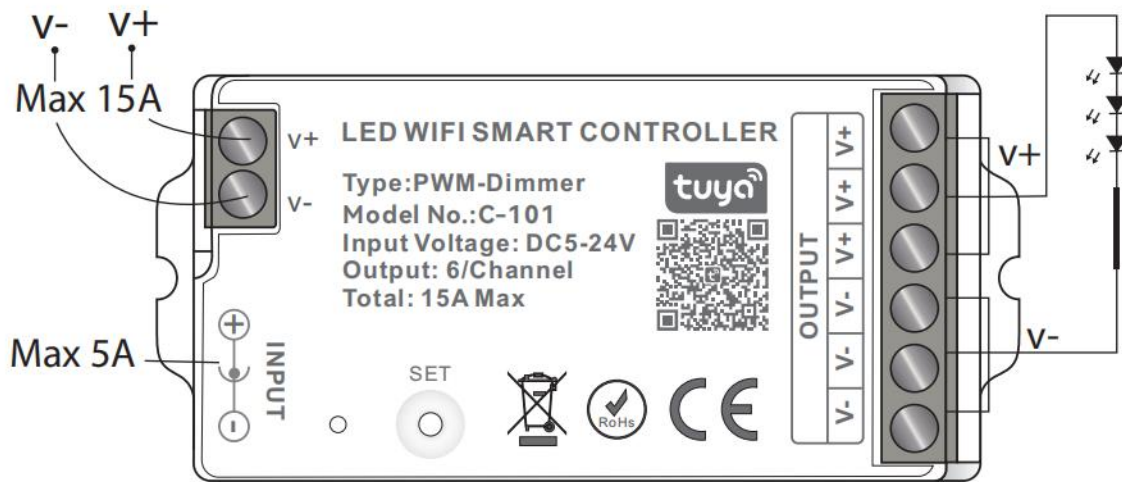 V- V+
Max 15A
V+
V-
LED WIFI SMART CONTROLLER
Type:PWM-Dimmer
Model No.:C-101
Input Voltage: DC5-24V
Output: 6/Channel
Total: 15A Max
tuya
Max 5A
+
INPUT
-
SET
RoHs
CE
OUTPUT
V+
V+
V+
V-
V-
V-
V+
V-